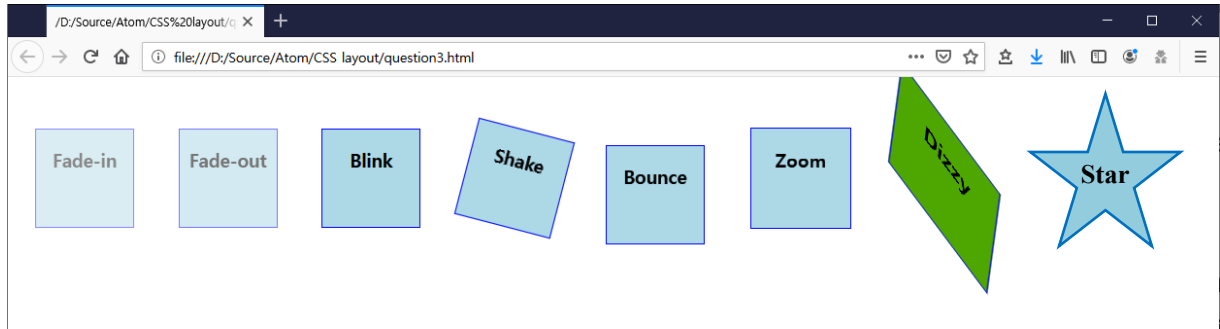 /D:/Source/Atom/CSS%20layout/q
file:///D:/Source/Atom/CSS layout/question3.html
Fade-in
Fade-out
Blink
Shake
Bounce
Zoom
Dizzy
Star